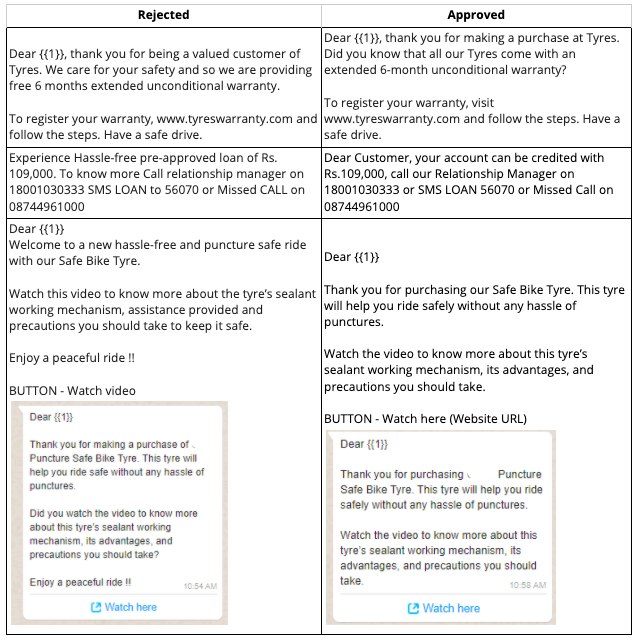 Rejected
Approved
Dear {{1}}, thank you for being a valued customer of
Tyres. We care for your safety and so we are providing
free 6 months extended unconditional warranty.
To register your warranty, www.tyreswarranty.com and
follow the steps. Have a safe drive.
Dear {{1}}, thank you for making a purchase at Tyres.
Did you know that all our Tyres come with an
extended 6-month unconditional warranty?
To register your warranty, visit
www.tyreswarranty.com and follow the steps. Have a
safe drive.
Experience Hassle-free pre-approved loan of Rs.
109,000. To know more Call relationship manager on
18001030333 SMS LOAN to 56070 or Missed CALL on
08744961000
Dear Customer, your account can be credited with
Rs.109,000, call our Relationship Manager on
18001030333 or SMS LOAN 56070 or Missed Call on
08744961000
Dear {{1}}
Welcome to a new hassle-free and puncture safe ride
with our Safe Bike Tyre.
Watch this video to know more about the tyre's sealant
working mechanism, assistance provided and
precautions you should take to keep it safe.
Enjoy a peaceful ride !!
BUTTON - Watch video
Dear {{1}}
Thank you for making a purchase of
Puncture Safe Bike Tyre. This tyre will
help you ride safe without any hassle of
punctures.
Did you watch the video to know more
about this tyre's sealant working
mechanism, its advantages, and
precautions you should take?
Enjoy a peaceful ride !!
10:54 AM
Watch here
Dear {{1}}
Thank you for purchasing our Safe Bike Tyre. This tyre
will help you ride safely without any hassle of
punctures.
Watch the video to know more about this tyre's
sealant working mechanism, its advantages, and
precautions you should take.
BUTTON - Watch here (Website URL)
Dear {{1}}
Thank you for purchasing Puncture
Safe Bike Tyre. This tyre will help you ride
safely without any hassle of punctures.
Watch the video to know more about this
tyre's sealant working mechanism, its
advantages, and precautions you should
take.
10:58 AM
Watch here